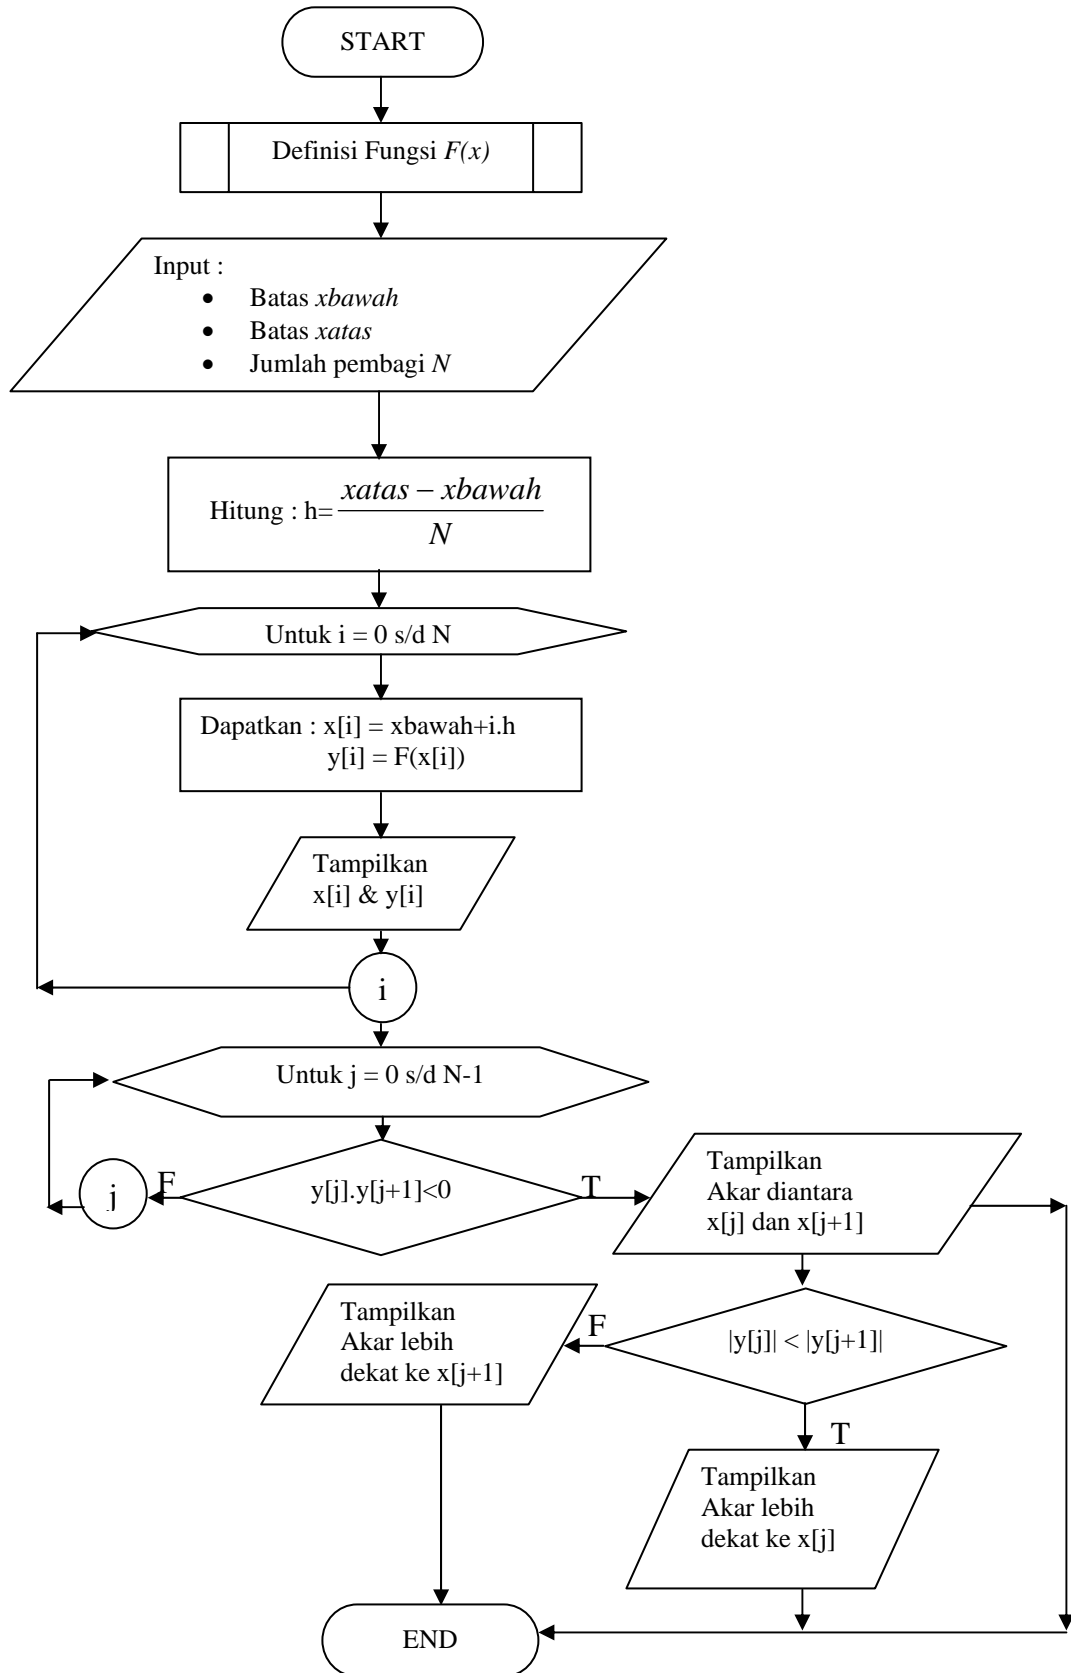 START
Definisi Fungsi F(x)
Input :
• Batas xbawah
• Batas xatas
• Jumlah pembagi N
Hitung : h= xatas − xbawah
N
Untuk i = 0 s/d N
Dapatkan : x[i] = xbawah+i.h
y[i] = F(x[i])
Tampilkan
x[i] & y[i]
i
Untuk j = 0 s/d N-1
y[j].y[j+1]<0
F
j
T
Tampilkan
Akar diantara
x[j] dan x[j+1]
|y[j]| < |y[j+1]|
F
Tampilkan
Akar lebih
dekat ke x[j+1]
T
Tampilkan
Akar lebih
dekat ke x[j]
END